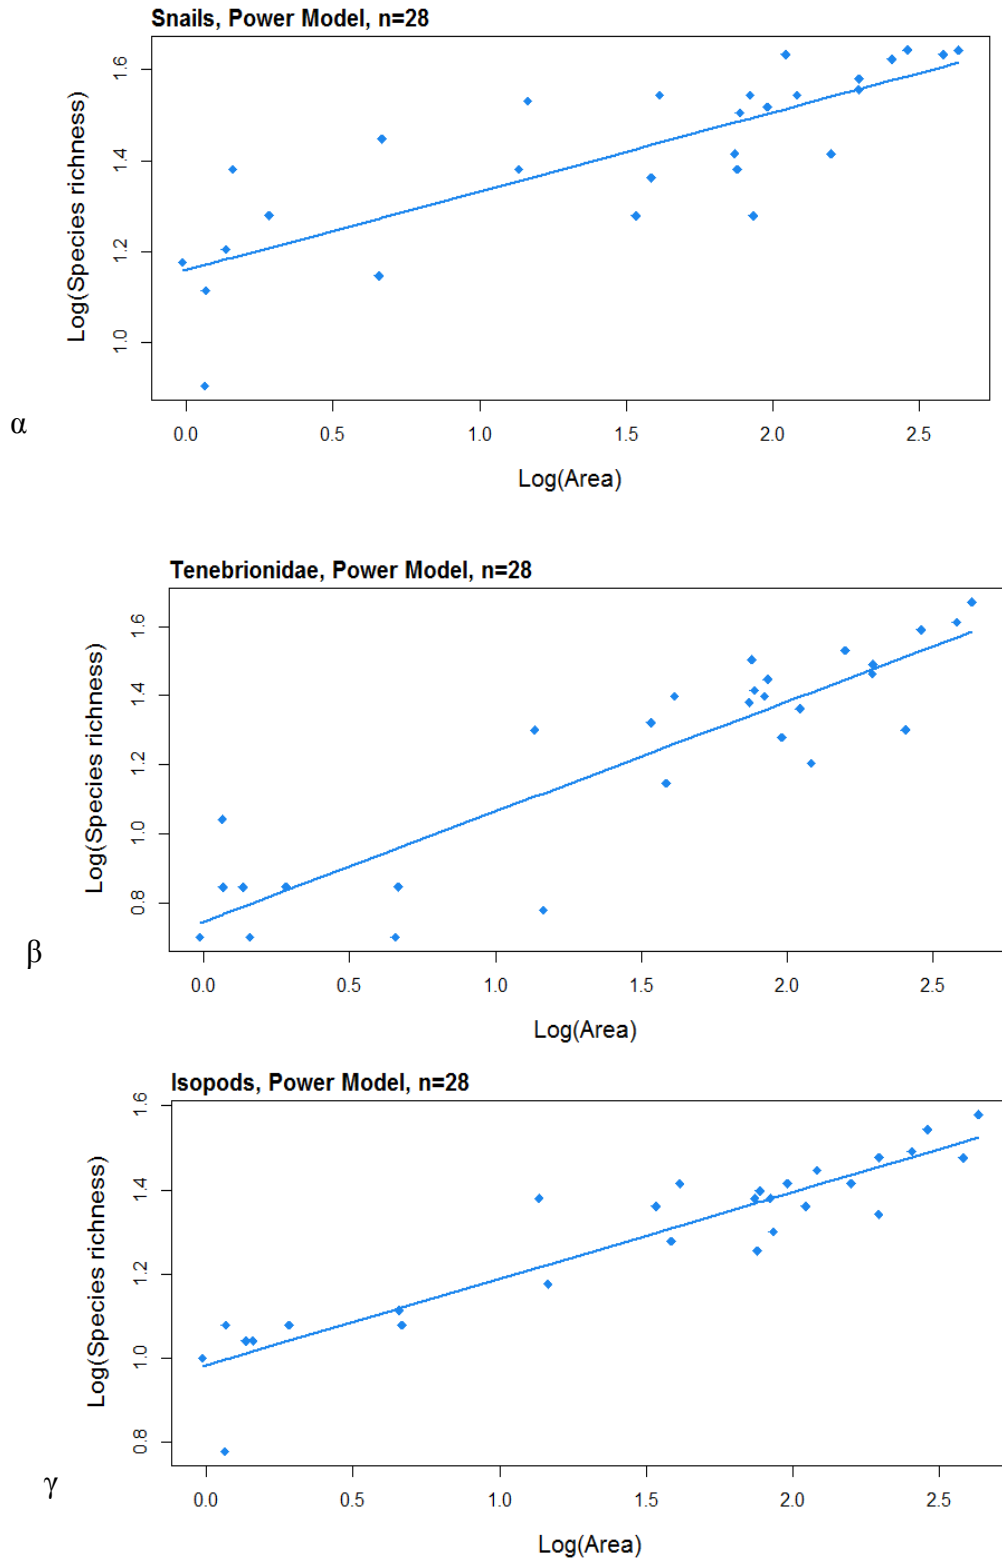 Snails, Power Model, n=28
Log(Species richness)
1.6
1.4
1.2
1.0
0.0 0.5 1.0 1.5 2.0 2.5
Log(Area)
α
Tenebrionidae, Power Model, n=28
Log(Species richness)
1.6
1.4
1.2
1.0
0.8
0.0 0.5 1.0 1.5 2.0 2.5
Log(Area)
β
Isopods, Power Model, n=28
Log(Species richness)
1.6
1.4
1.2
1.0
0.8
0.0 0.5 1.0 1.5 2.0 2.5
Log(Area)
γ